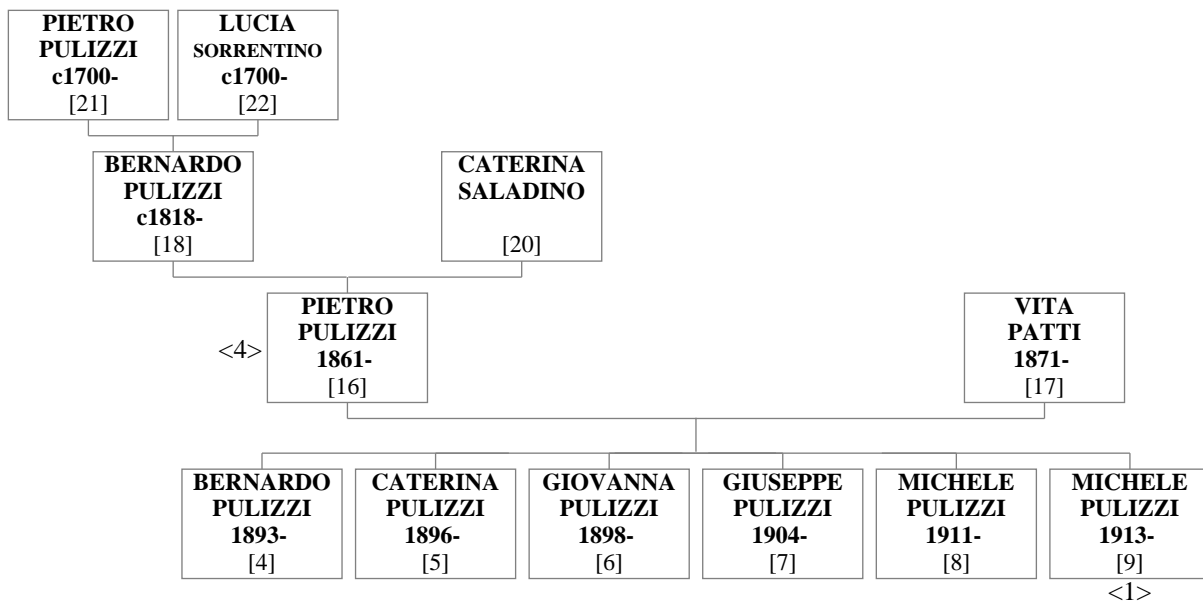 PIETRO
PULIZZI
c1700-
[21]
LUCIA
SORRENTINO
c1700-
[22]
BERNARDO
PULIZZI
c1818-
[18]
CATERINA
SALADINO
[20]
<4>
PIETRO
PULIZZI
1861-
[16]
VITA
PATTI
1871-
[17]
BERNARDO
PULIZZI
1893-
[4]
CATERINA
PULIZZI
1896-
[5]
GIOVANNA
PULIZZI
1898-
[6]
GIUSEPPE
PULIZZI
1904-
[7]
MICHELE
PULIZZI
1911-
[8]
MICHELE
PULIZZI
1913-
[9]
<1>